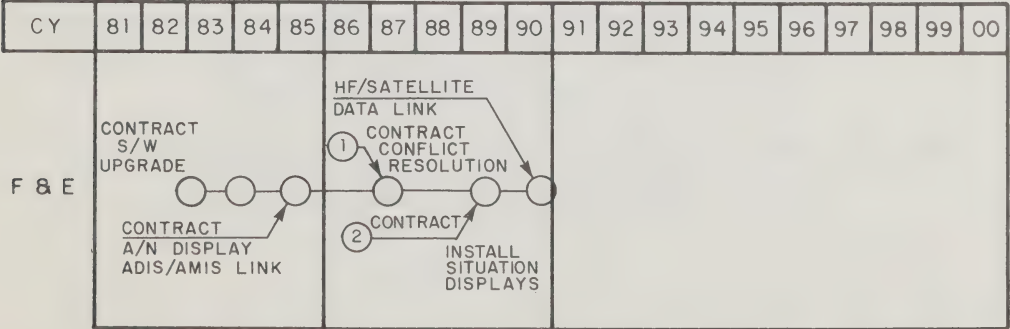 CY 81 82 83 84 85 86 87 88 89 90 91 92 93 94 95 96 97 98 99 00
F & E
CONTRACT
S/W
UPGRADE
CONTRACT
A/N DISPLAY
ADIS/AMIS LINK
HF/SATELLITE
DATA LINK
1 CONTRACT
CONFLICT
RESOLUTION
2 CONTRACT
INSTALL
SITUATION
DISPLAYS